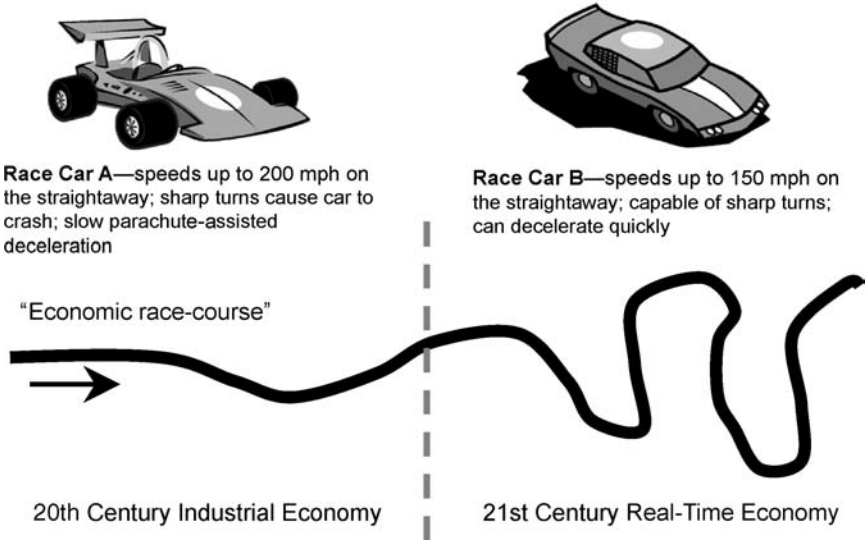 Race Car A—speeds up to 200 mph on
the straightaway; sharp turns cause car to
crash; slow parachute-assisted
deceleration
Race Car B—speeds up to 150 mph on
the straightaway; capable of sharp turns;
can decelerate quickly
“Economic race-course”
20th Century Industrial Economy
21st Century Real-Time Economy